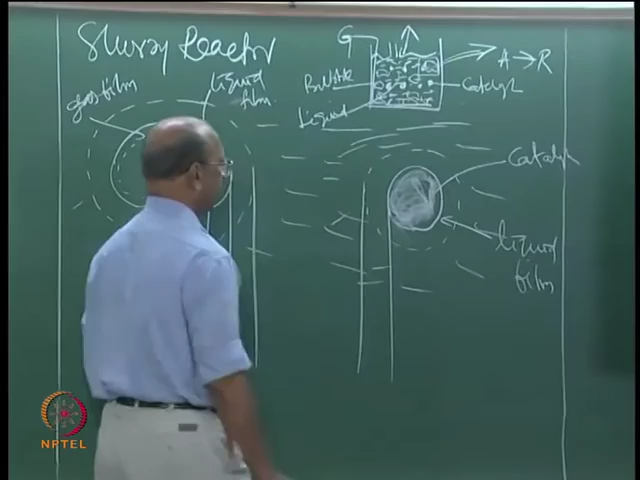 Slurry Reactor
gas film
liquid film
G
A → R
Bubble
Liquid
Catalyst
Catalyst
liquid film
NPTEL